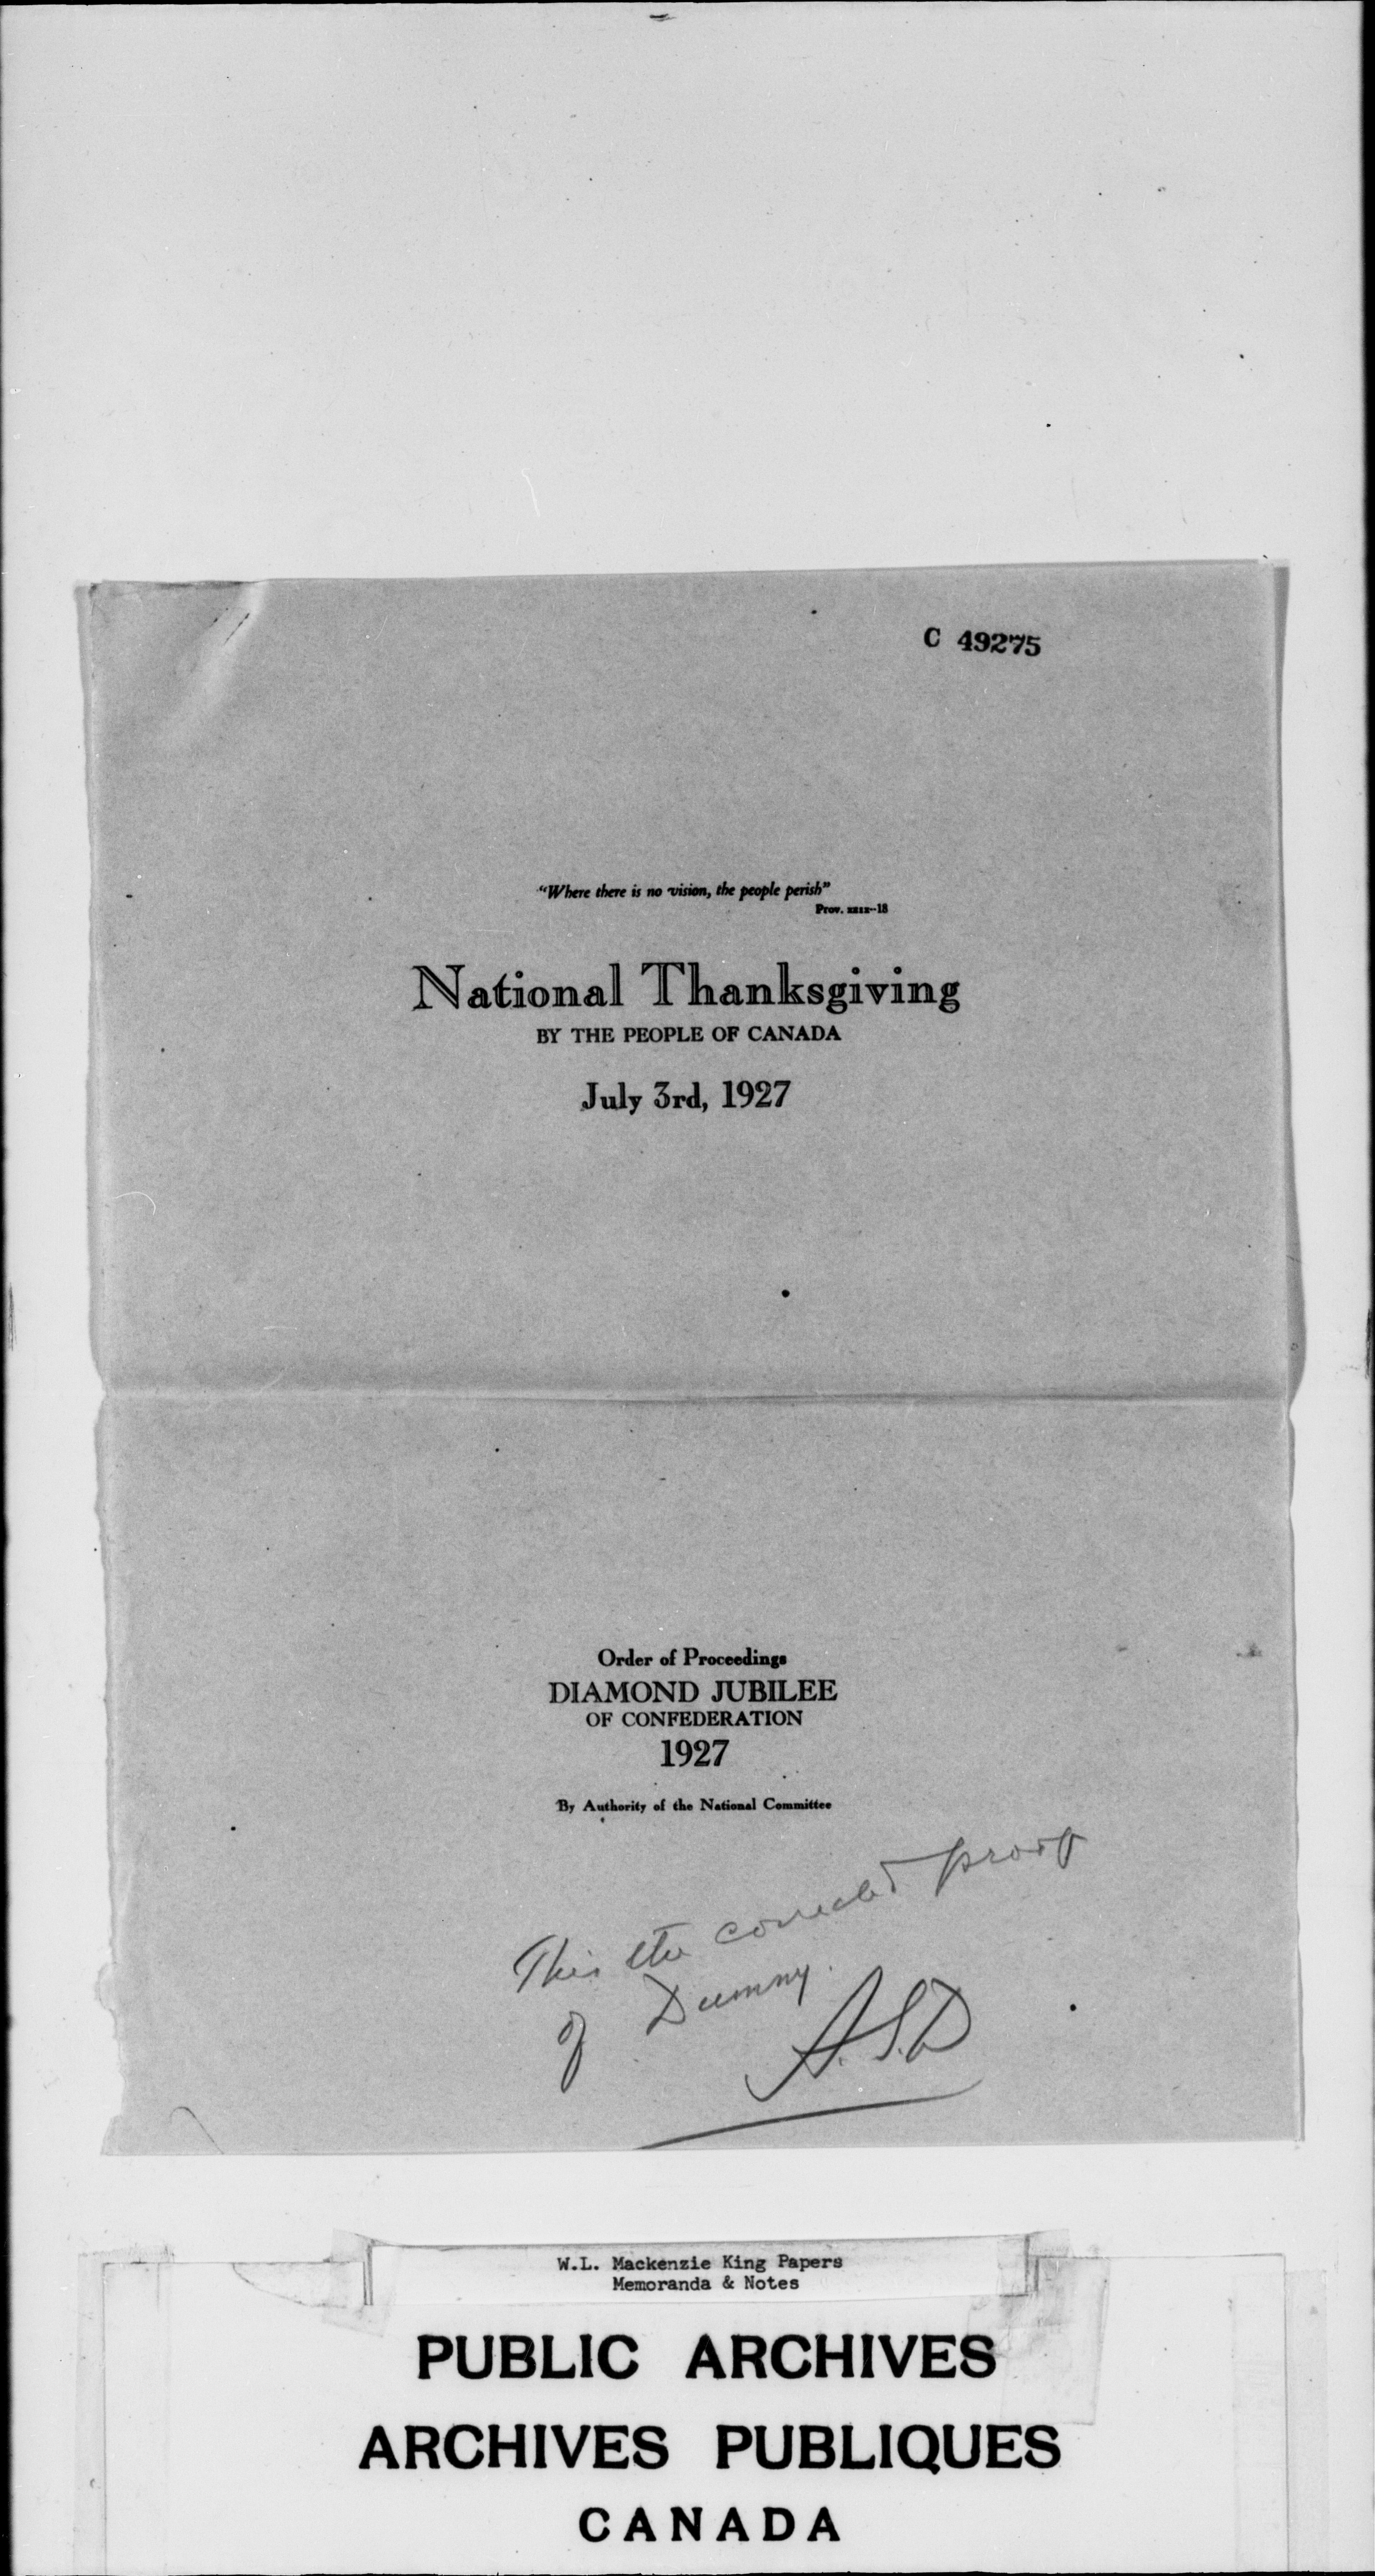 C 49275
"Where there is no vision, the people perish"
Prov. xxix--18
National Thanksgiving
BY THE PEOPLE OF CANADA
July 3rd, 1927
Order of Proceedings
DIAMOND JUBILEE
OF CONFEDERATION
1927
By Authority of the National Committee
This the corrected proof
of Dummy.
A.S.D
W.L. Mackenzie King Papers
Memoranda & Notes
PUBLIC ARCHIVES
ARCHIVES PUBLIQUES
CANADA